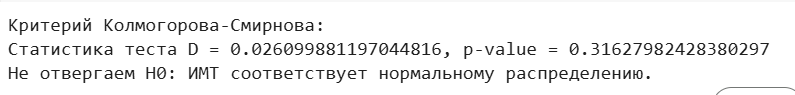 Критерий Колмогорова-Смирнова:
Статистика теста D = 0.026099881197044816, p-value = 0.31627982428380297
Не отвергаем H0: ИМТ соответствует нормальному распределению.